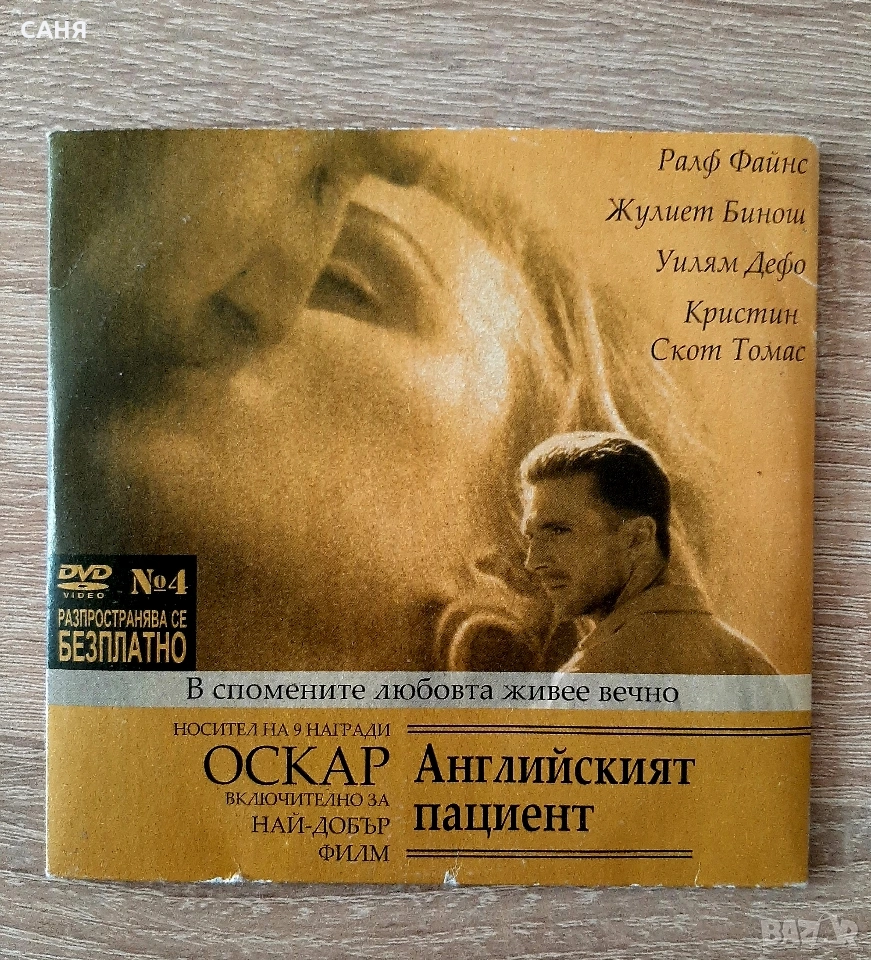 САНЯ
Ралф Файнс
Жулиет Бинош
Уилям Дефо
Кристин
Скот Томас
DVD
VIDEO
№4
РАЗПРОСТРАНЯВА СЕ
БЕЗПЛАТНО
В спомените любовта живее вечно
НОСИТЕЛ НА 9 НАГРАДИ
ОСКАР
ВКЛЮЧИТЕЛНО ЗА
НАЙ-ДОБЪР
ФИЛМ
Английският
пациент
BAZAR